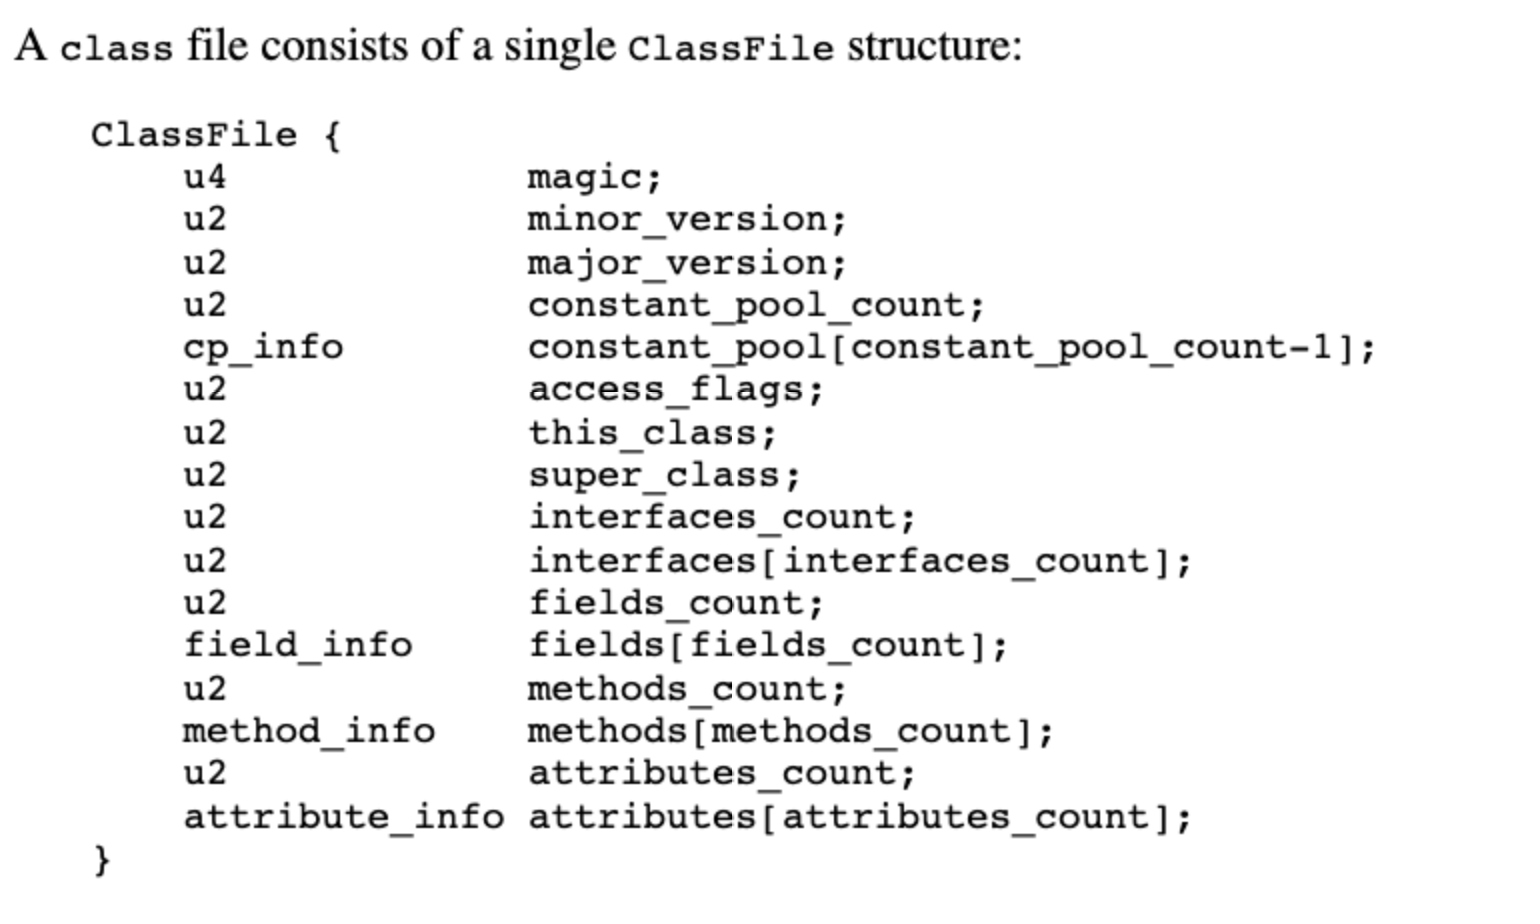 A class file consists of a single ClassFile structure:
ClassFile {
u4 magic;
u2 minor_version;
u2 major_version;
u2 constant_pool_count;
cp_info constant_pool[constant_pool_count-1];
u2 access_flags;
u2 this_class;
u2 super_class;
u2 interfaces_count;
u2 interfaces[interfaces_count];
u2 fields_count;
field_info fields[fields_count];
u2 methods_count;
method_info methods[methods_count];
u2 attributes_count;
attribute_info attributes[attributes_count];
}